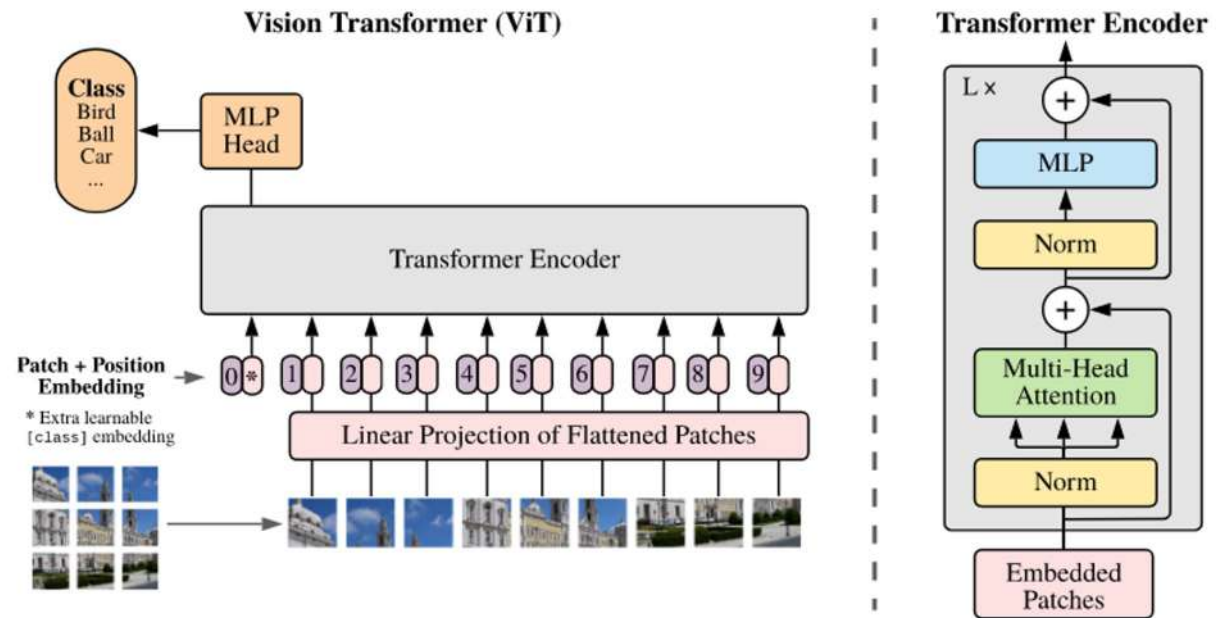 Vision Transformer (ViT)
Class
Bird
Ball
Car
...
MLP
Head
Transformer Encoder
Patch + Position
Embedding
* Extra learnable
[class] embedding
0 * 1 2 3 4 5 6 7 8 9
Linear Projection of Flattened Patches
Transformer Encoder
L ×
+
MLP
Norm
+
Multi-Head
Attention
Norm
Embedded
Patches